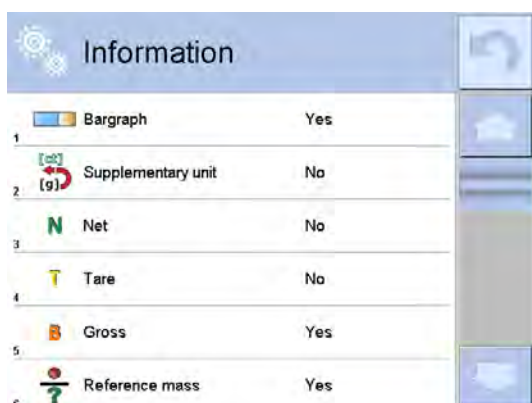 Information
1 Bargraph Yes
[ct]
[g]
2 Supplementary unit No
3 N Net No
4 T Tare No
5 B Gross Yes
6 ? Reference mass Yes